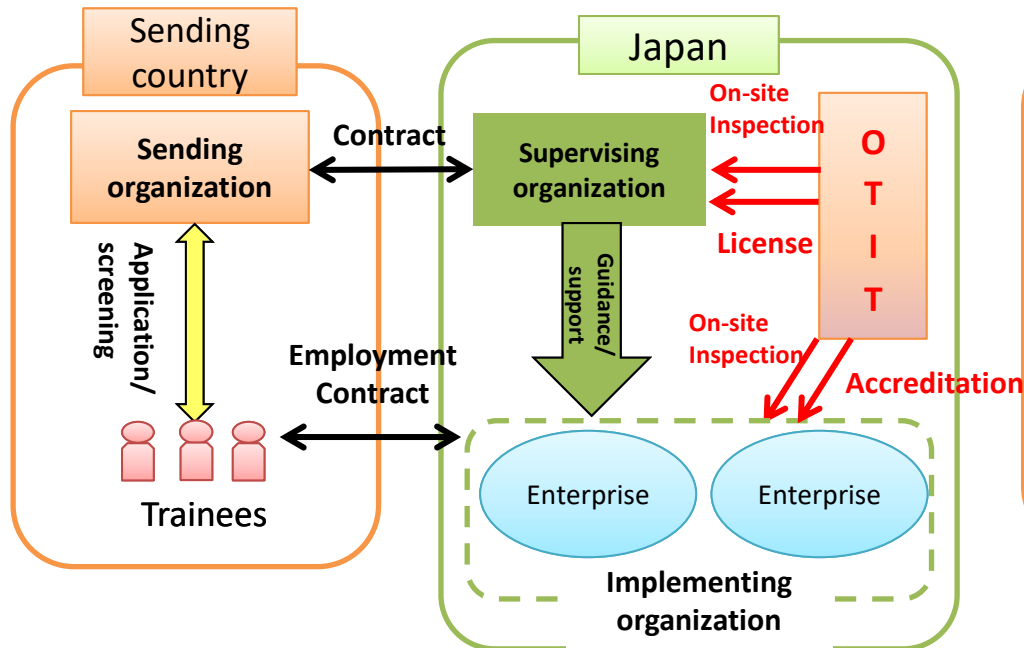 Sending
country
Japan
Sending
organization
Contract
Supervising
organization
On-site
Inspection
O
T
I
T
License
Application/
screening
Guidance/
support
On-site
Inspection
Accreditation
Employment
Contract
Trainees
Enterprise
Enterprise
Implementing
organization